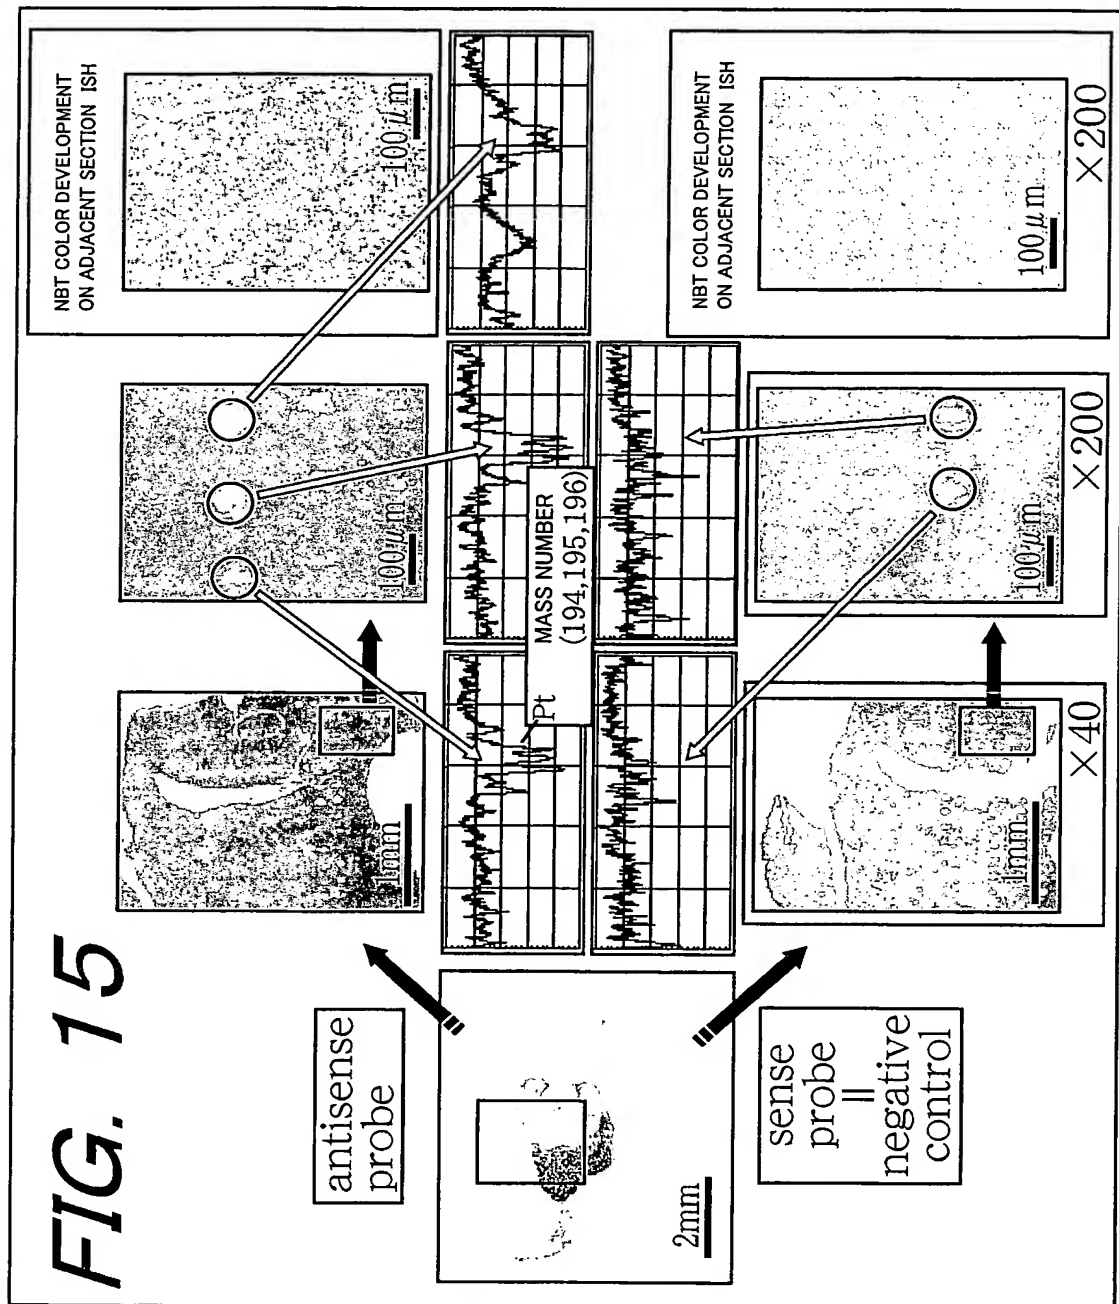 FIG. 15
antisense
probe
sense
probe
=
negative
control
2mm
1mm
100μm
NBT COLOR DEVELOPMENT
ON ADJACENT SECTION ISH
100μm
Pt
MASS NUMBER
(194,195,196)
1mm
×40
100μm
×200
NBT COLOR DEVELOPMENT
ON ADJACENT SECTION ISH
100μm
×200